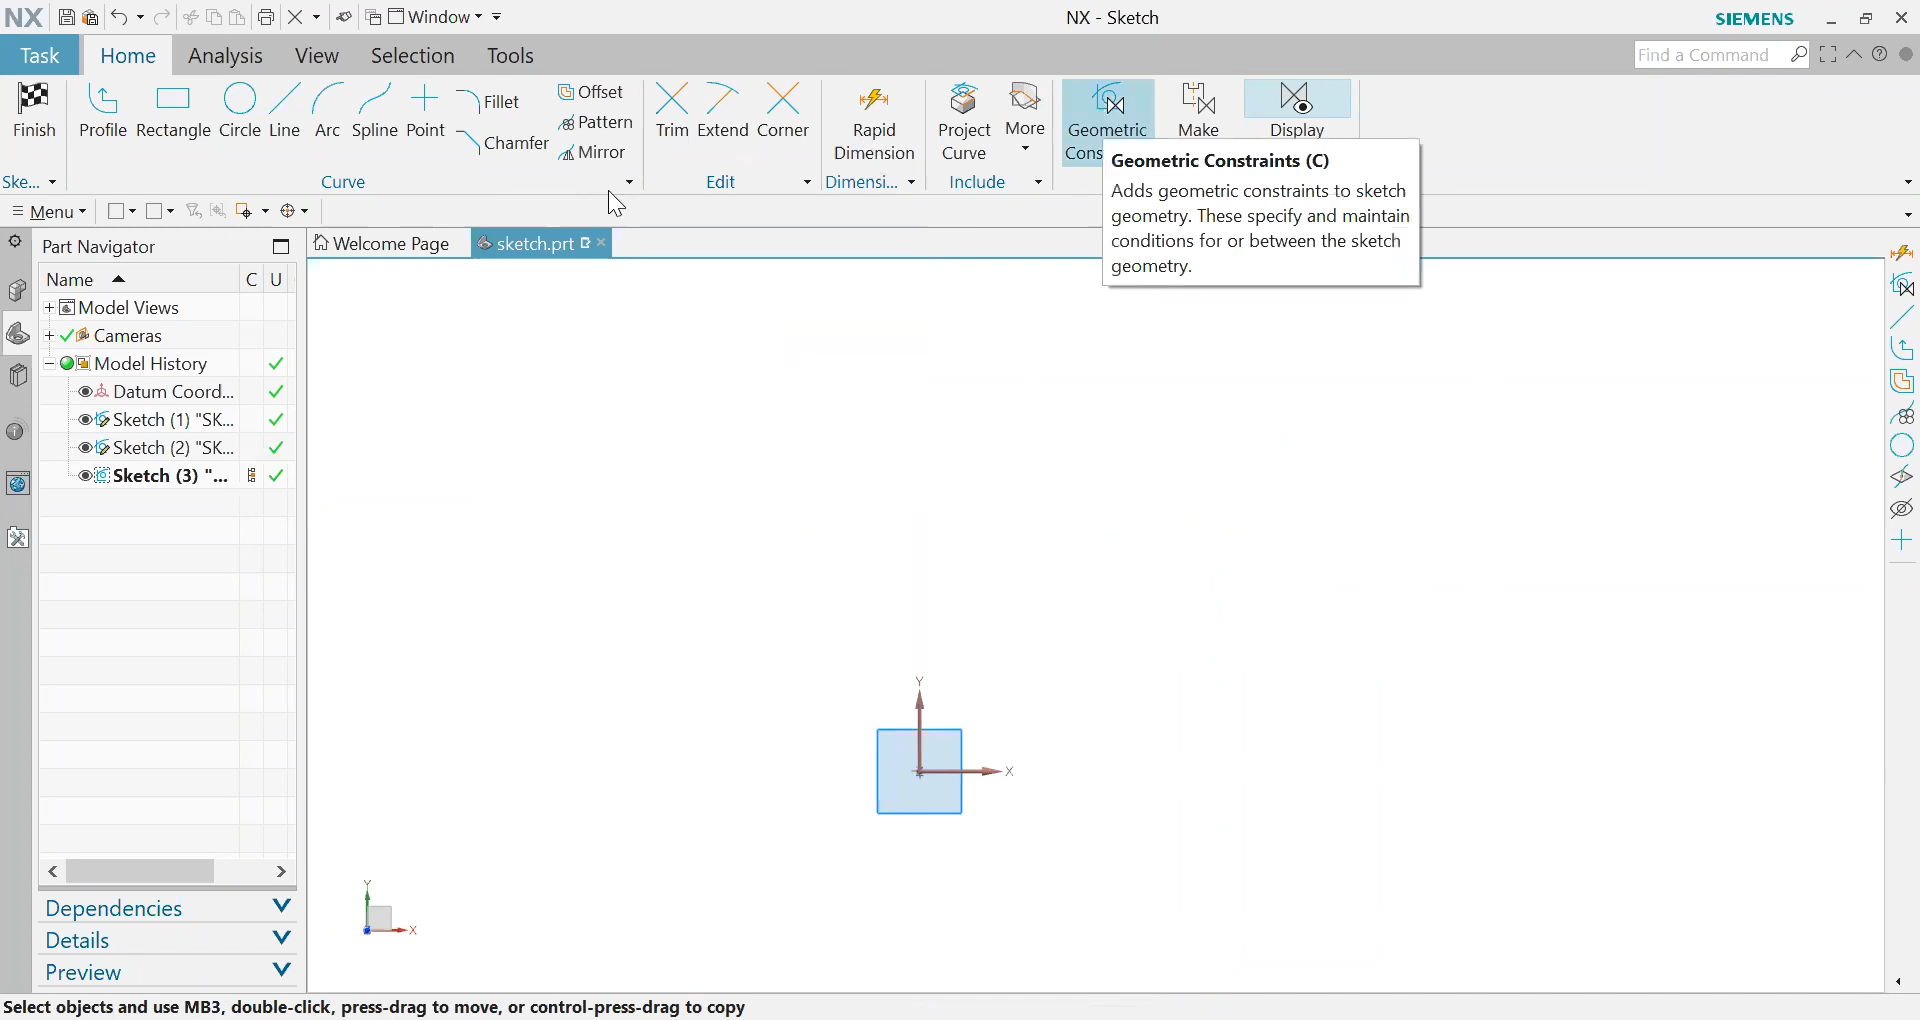 NX Window NX - Sketch SIEMENS
Task Home Analysis View Selection Tools Find a Command
Finish Profile Rectangle Circle Line Arc Spline Point Fillet Chamfer Offset Pattern Mirror Trim Extend Corner Rapid Dimension Project Curve More Geometric Cons Make Display
Ske... Curve Edit Dimensi... Include
Geometric Constraints (C)
Adds geometric constraints to sketch
geometry. These specify and maintain
conditions for or between the sketch
geometry.
Menu
Part Navigator Welcome Page sketch.prt
Name C U
Model Views
Cameras
Model History
Datum Coord...
Sketch (1) "SK...
Sketch (2) "SK...
Sketch (3) "...
Y
X
Y
X
Dependencies
Details
Preview
Select objects and use MB3, double-click, press-drag to move, or control-press-drag to copy